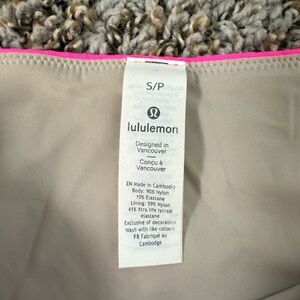 S/P
lululemon
Designed in
Vancouver
Conçu à
Vancouver
EN Made in Cambodia
Body: 90% Nylon
10% Elastane
Lining: 59% Nylon
41% Xtra life lycra®
elastane
Exclusive of decoration
Wash with like colours
FR Fabriqué au
Cambodge